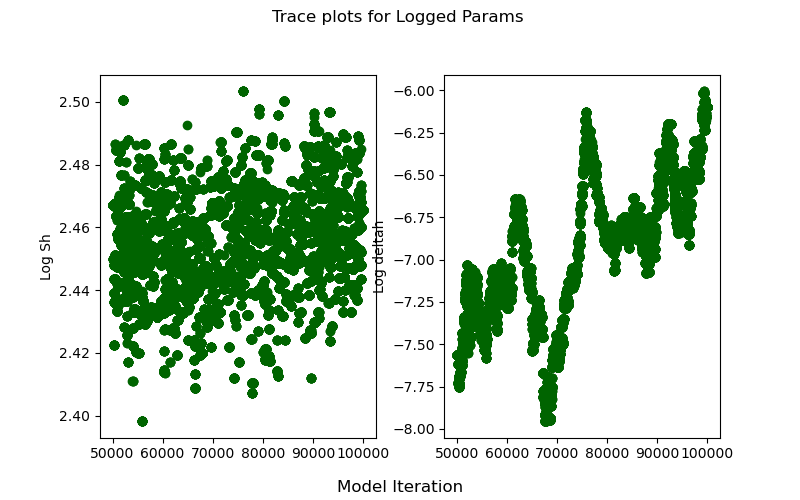 Trace plots for Logged Params
Log Sh
2.50
2.48
2.46
2.44
2.42
2.40
50000 60000 70000 80000 90000 100000
Log deltah
−6.00
−6.25
−6.50
−6.75
−7.00
−7.25
−7.50
−7.75
−8.00
50000 60000 70000 80000 90000 100000
Model Iteration